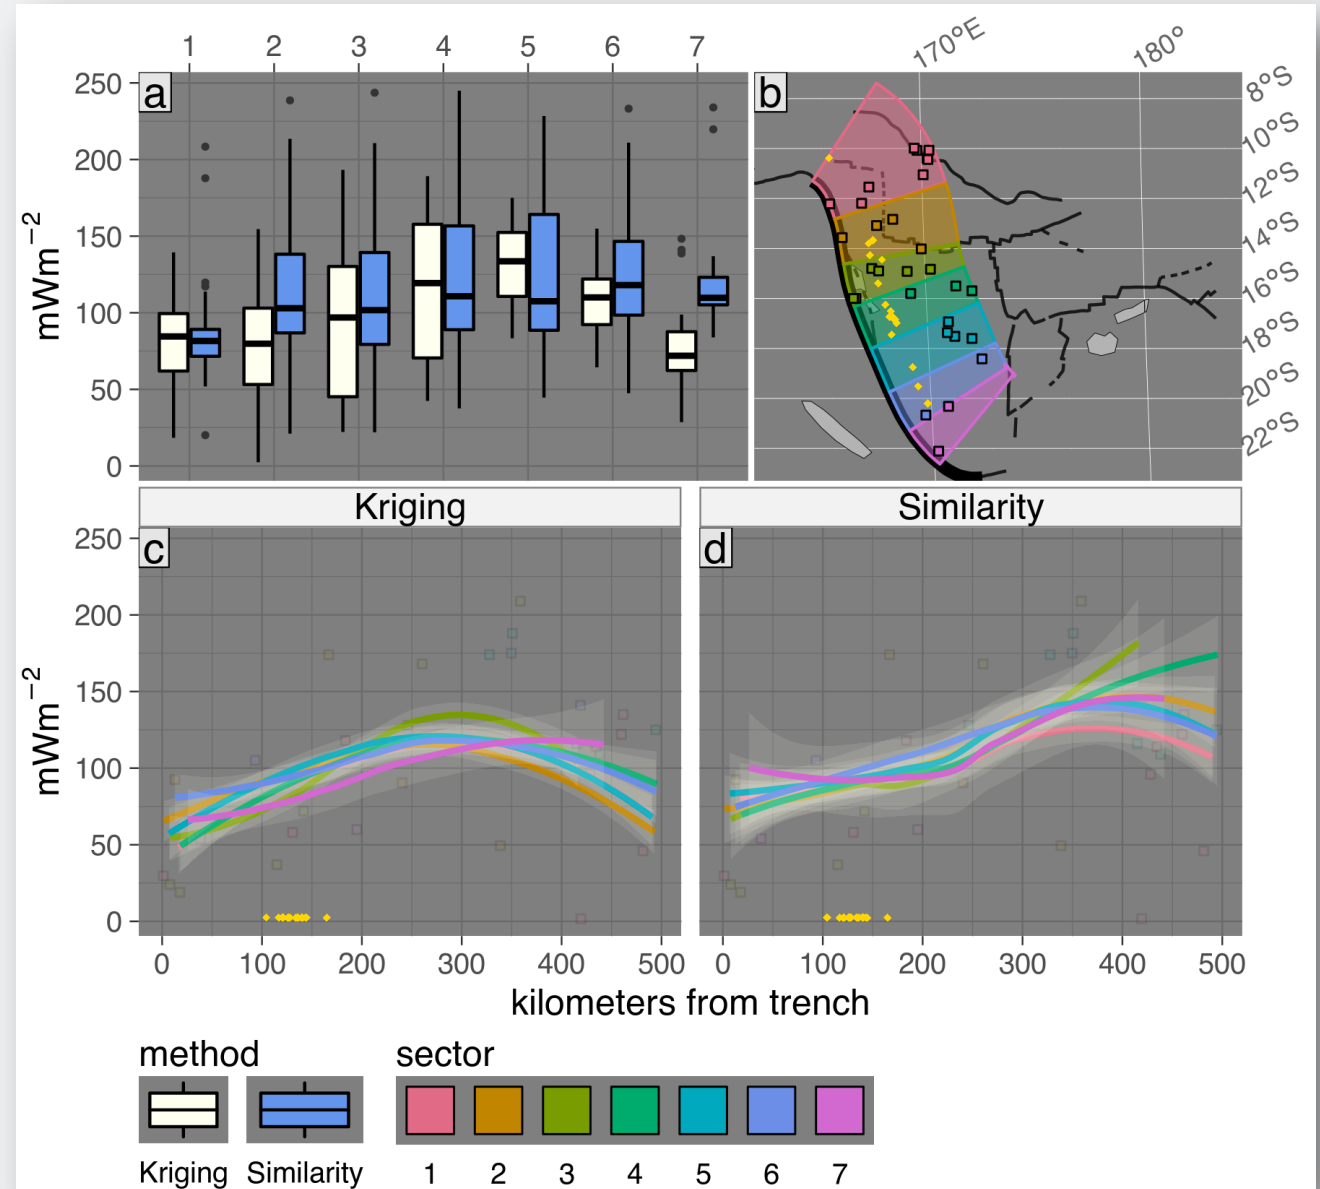 1 2 3 4 5 6 7
170°E 180°
a
b
250
200
150
100
50
0
mWm⁻²
8°S
10°S
12°S
14°S
16°S
18°S
20°S
22°S
Kriging Similarity
c
d
250
200
150
100
50
0
mWm⁻²
0 100 200 300 400 500 0 100 200 300 400 500
kilometers from trench
method sector
Kriging Similarity 1 2 3 4 5 6 7